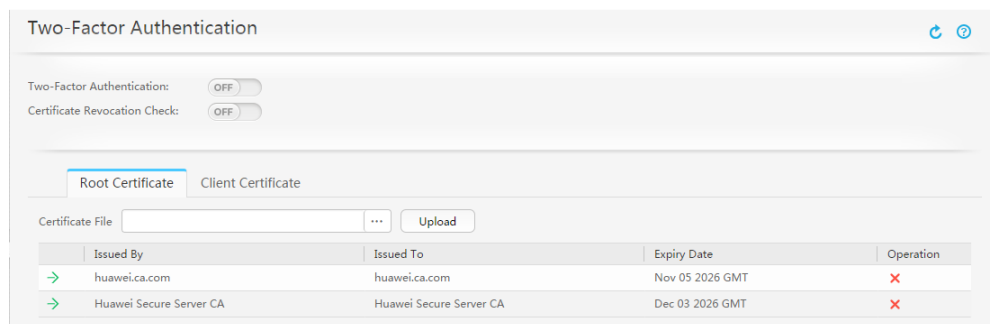 Two-Factor Authentication
Two-Factor Authentication: OFF
Certificate Revocation Check: OFF
Root Certificate Client Certificate
Certificate File ... Upload
Issued By Issued To Expiry Date Operation
huawei.ca.com huawei.ca.com Nov 05 2026 GMT
Huawei Secure Server CA Huawei Secure Server CA Dec 03 2026 GMT